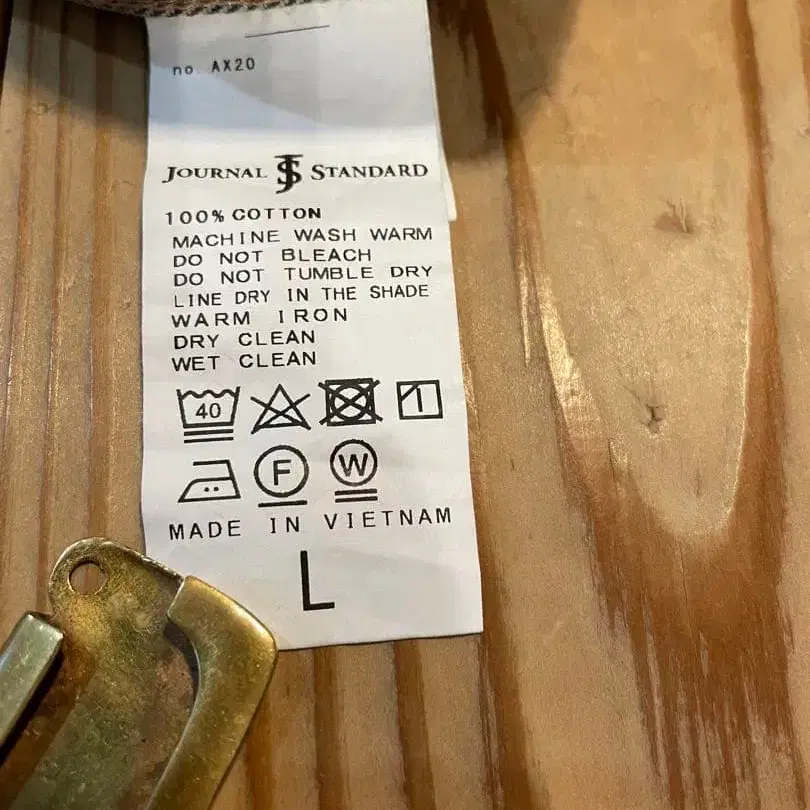 no. AX20
JOURNAL JS STANDARD
100% COTTON
MACHINE WASH WARM
DO NOT BLEACH
DO NOT TUMBLE DRY
LINE DRY IN THE SHADE
WARM IRON
DRY CLEAN
WET CLEAN
40
F W
MADE IN VIETNAM
L